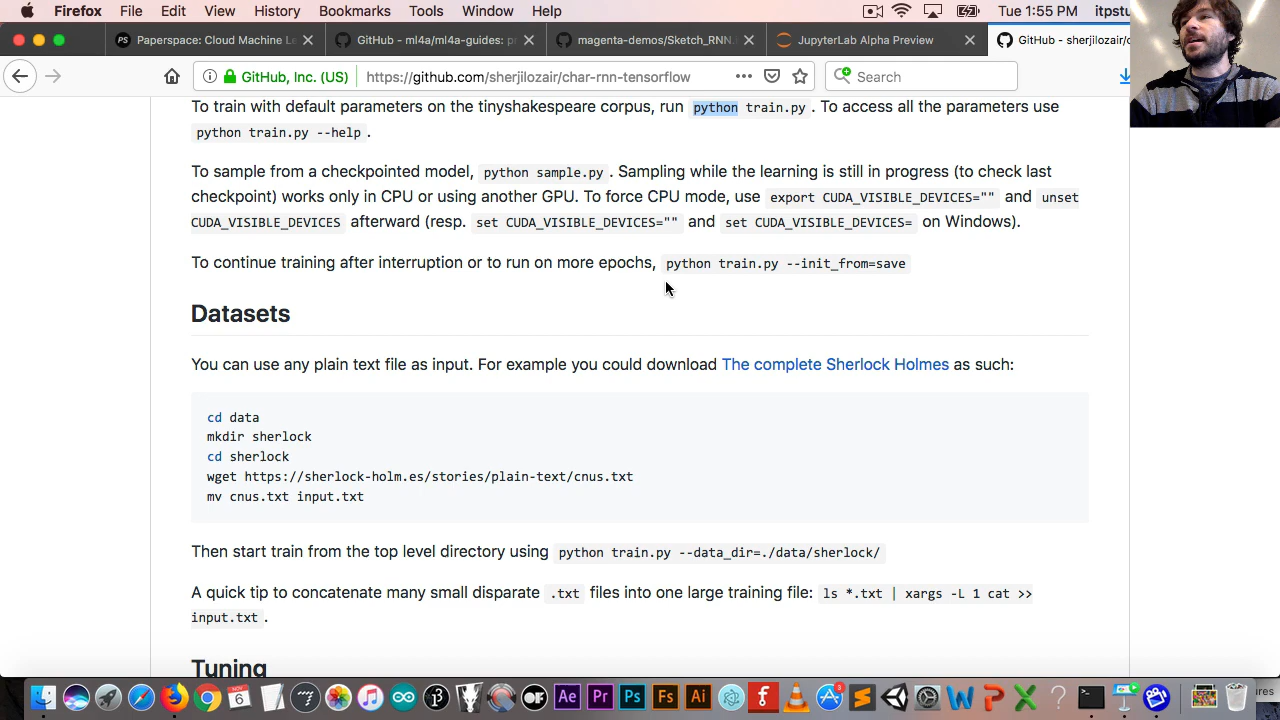 Firefox File Edit View History Bookmarks Tools Window Help Tue 1:55 PM itpstu
Paperspace: Cloud Machine Le GitHub - ml4a/ml4a-guides: p magenta-demos/Sketch_RNN. JupyterLab Alpha Preview GitHub - sherjilozair/c
GitHub, Inc. (US) https://github.com/sherjilozair/char-rnn-tensorflow Search
To train with default parameters on the tinyshakespeare corpus, run python train.py . To access all the parameters use
python train.py --help .
To sample from a checkpointed model, python sample.py . Sampling while the learning is still in progress (to check last
checkpoint) works only in CPU or using another GPU. To force CPU mode, use export CUDA_VISIBLE_DEVICES="" and unset
CUDA_VISIBLE_DEVICES afterward (resp. set CUDA_VISIBLE_DEVICES="" and set CUDA_VISIBLE_DEVICES= on Windows).
To continue training after interruption or to run on more epochs, python train.py --init_from=save
Datasets
You can use any plain text file as input. For example you could download The complete Sherlock Holmes as such:
cd data
mkdir sherlock
cd sherlock
wget https://sherlock-holm.es/stories/plain-text/cnus.txt
mv cnus.txt input.txt
Then start train from the top level directory using python train.py --data_dir=./data/sherlock/
A quick tip to concatenate many small disparate .txt files into one large training file: ls *.txt | xargs -L 1 cat >>
input.txt .
Tuning
NOV 6 Ae Pr Ps Fs Ai
ures